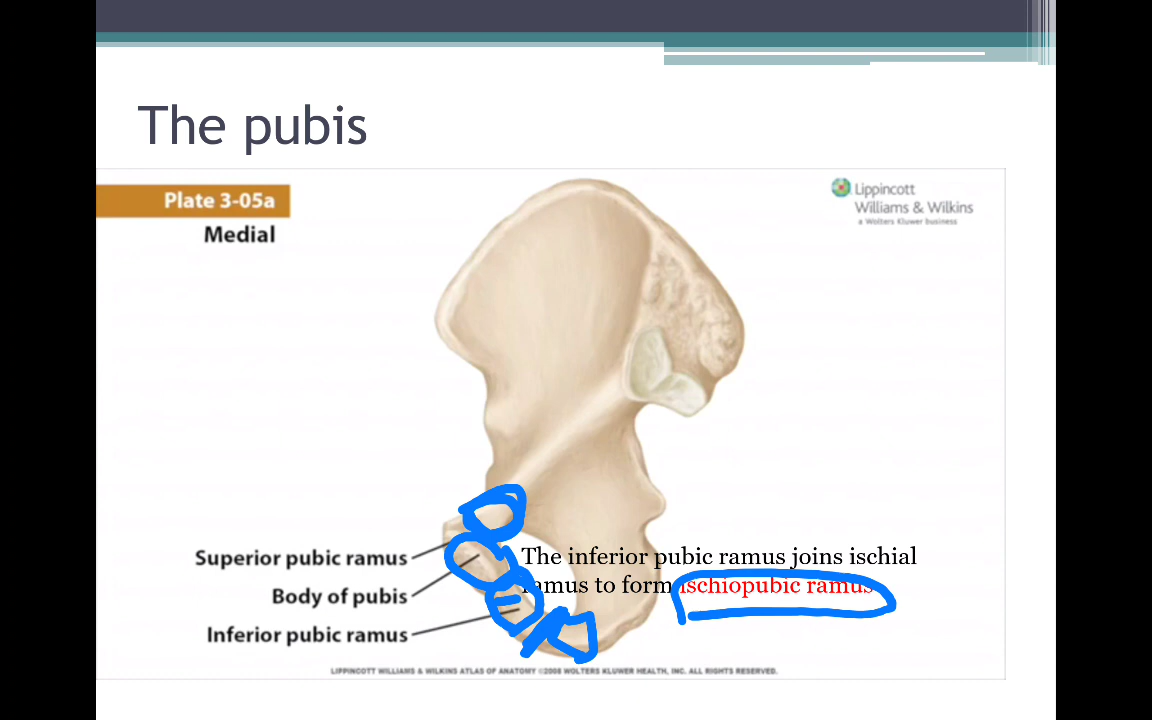 The pubis
Plate 3-05a
Medial
Lippincott
Williams & Wilkins
a Wolters Kluwer business
Superior pubic ramus
Body of pubis
Inferior pubic ramus
The inferior pubic ramus joins ischial
ramus to form ischiopubic ramus
LIPPINCOTT WILLIAMS & WILKINS ATLAS OF ANATOMY ©2008 WOLTERS KLUWER HEALTH, INC. ALL RIGHTS RESERVED.